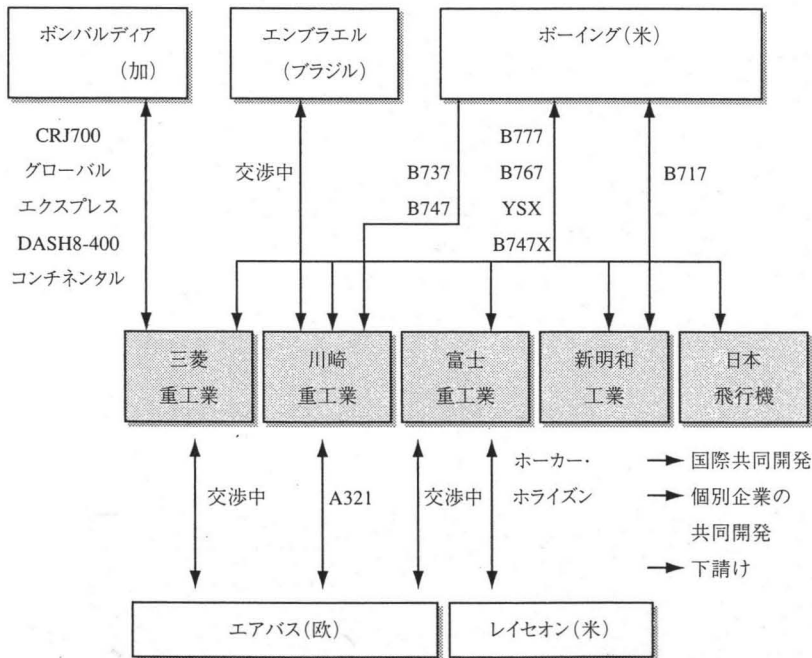 ボンバルディア
(加)
エンブラエル
(ブラジル)
ボーイング(米)
CRJ700
グローバル
エクスプレス
DASH8-400
コンチネンタル
交渉中
B737
B747
B777
B767
YSX
B747X
B717
三菱
重工業
川崎
重工業
富士
重工業
新明和
工業
日本
飛行機
交渉中
A321
交渉中
ホーカー・
ホライズン
国際共同開発
個別企業の
共同開発
下請け
エアバス(欧)
レイセオン(米)